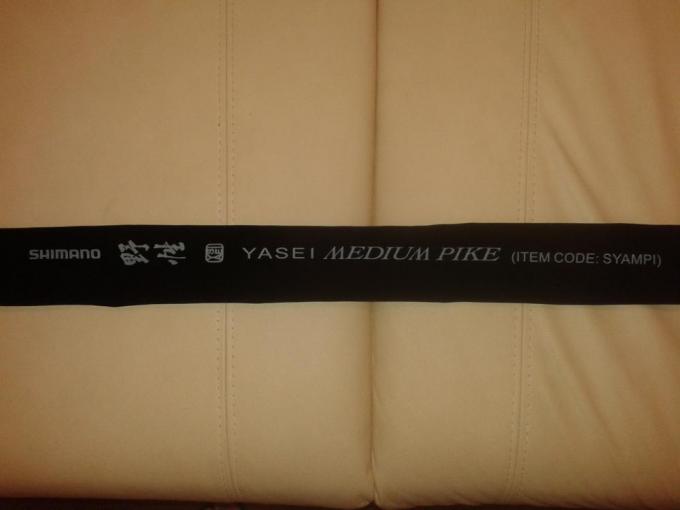 SHIMANO 野性 YASEI MEDIUM PIKE (ITEM CODE: SYAMPI)